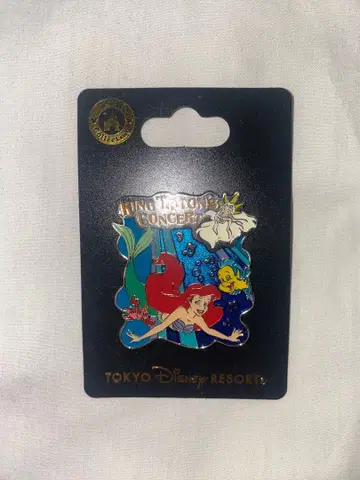 KING TRITON'S
CONCERT
TOKYO DISNEY RESORT